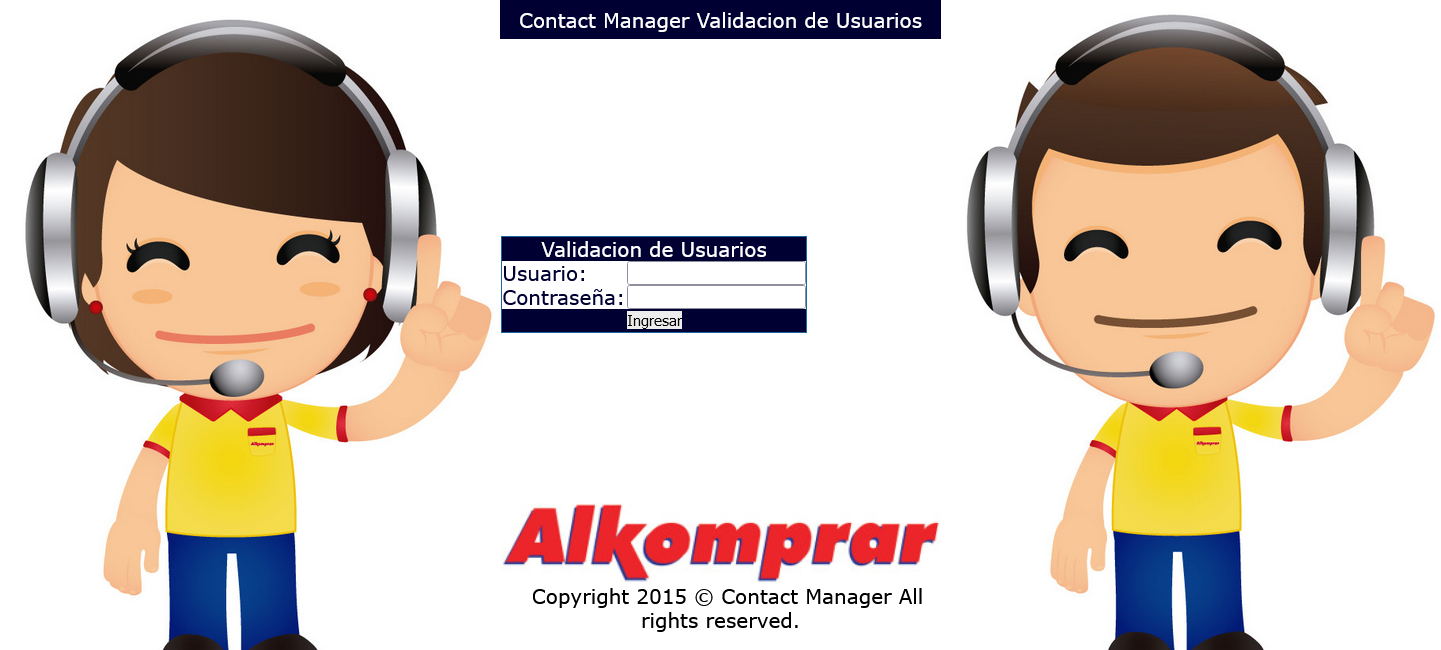 Contact Manager Validacion de Usuarios
Validacion de Usuarios
Usuario:
Contraseña:
Ingresar
Alkomprar
Alkomprar
Alkomprar
Copyright 2015 © Contact Manager All
rights reserved.